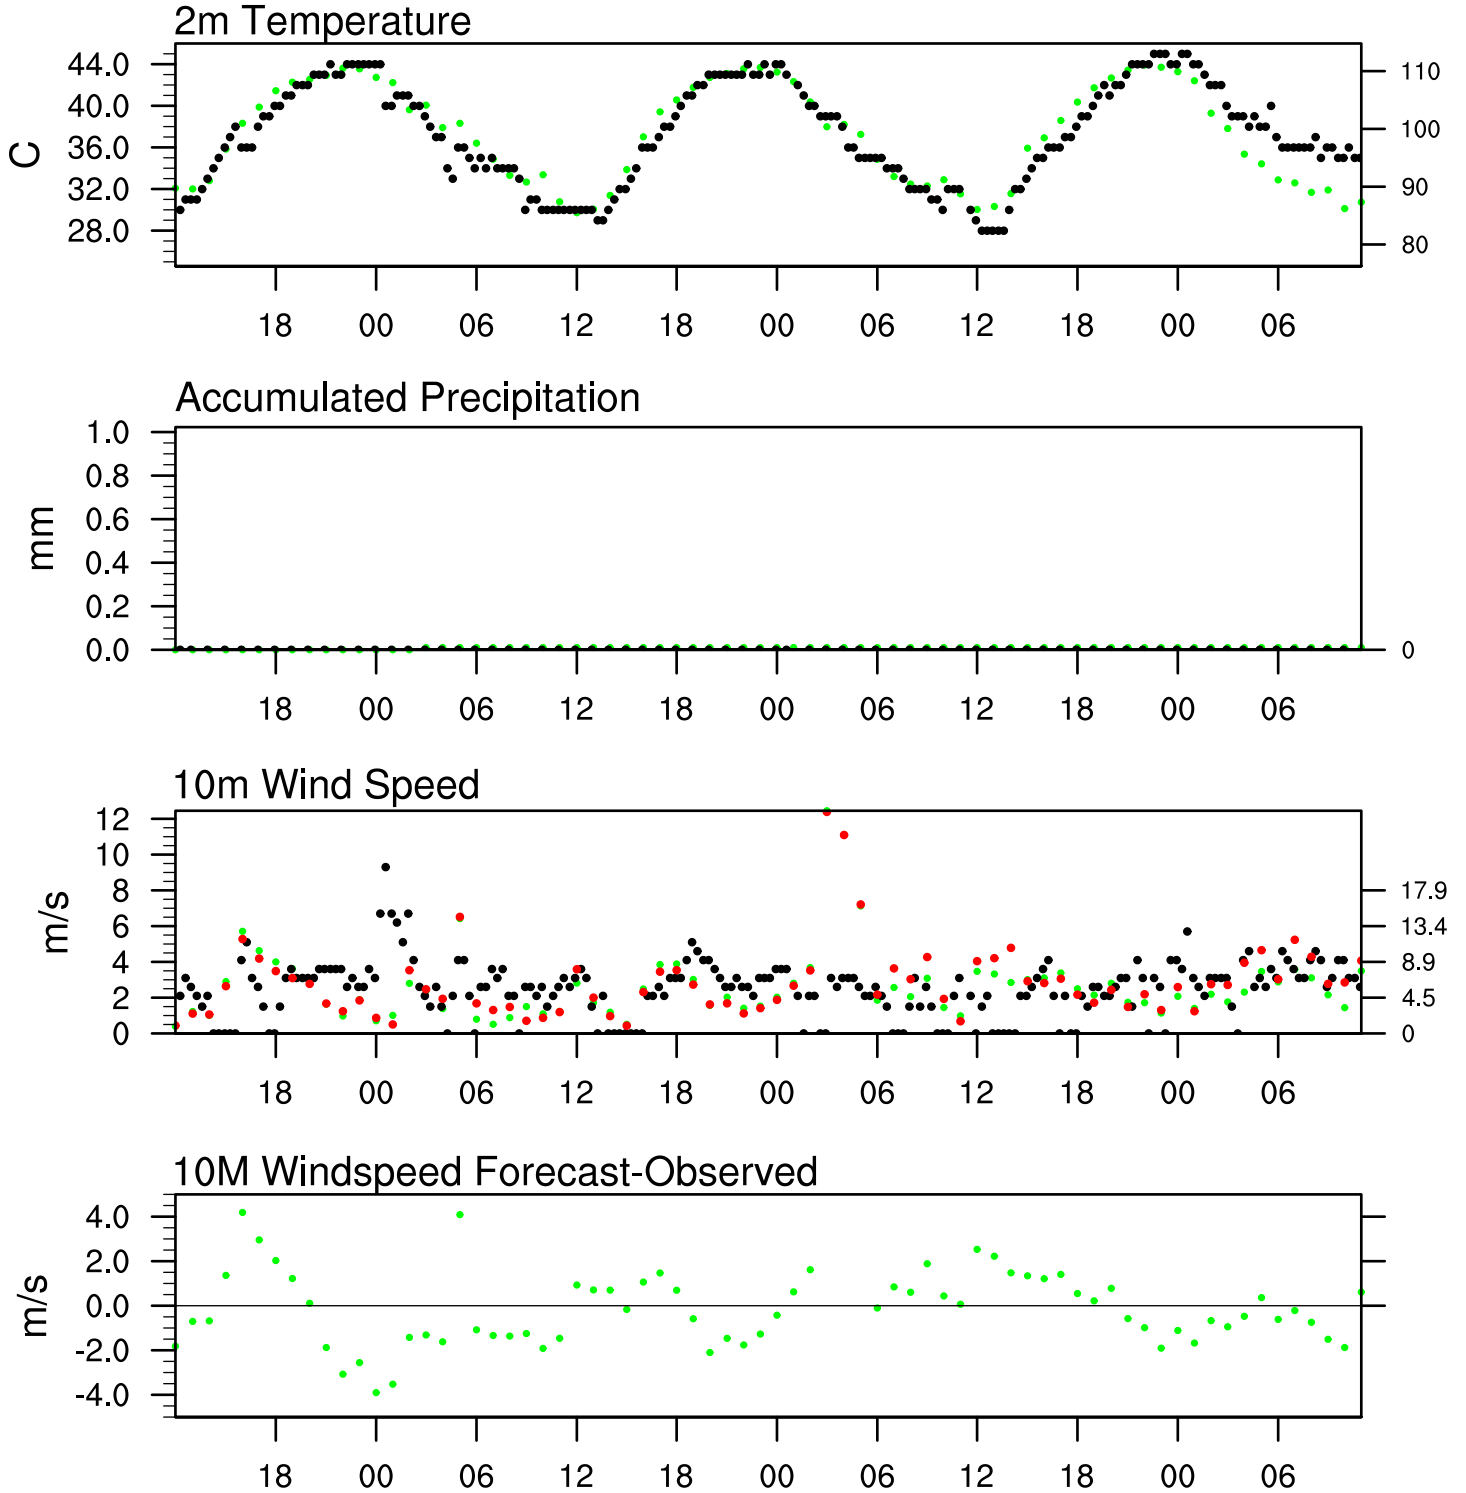 2m Temperature
C
44.0
40.0
36.0
32.0
28.0
110
100
90
80
18 00 06 12 18 00 06 12 18 00 06
Accumulated Precipitation
mm
1.0
0.8
0.6
0.4
0.2
0.0
0
18 00 06 12 18 00 06 12 18 00 06
10m Wind Speed
m/s
12
10
8
6
4
2
0
17.9
13.4
8.9
4.5
0
18 00 06 12 18 00 06 12 18 00 06
10M Windspeed Forecast-Observed
m/s
4.0
2.0
0.0
-2.0
-4.0
18 00 06 12 18 00 06 12 18 00 06